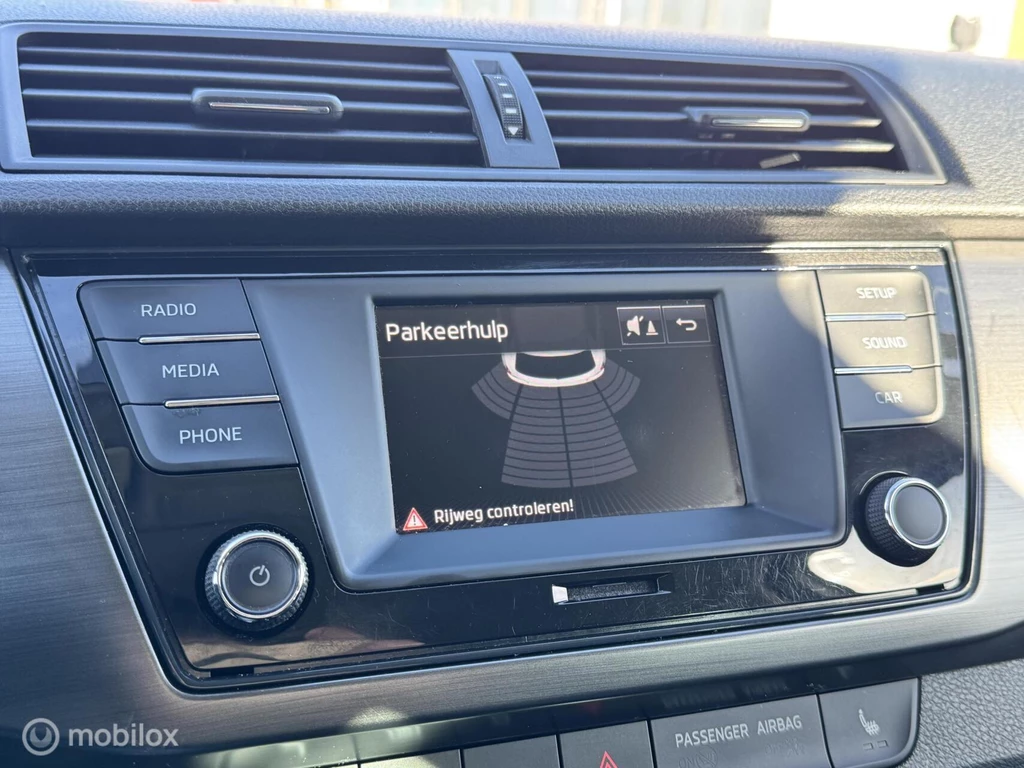 RADIO
MEDIA
PHONE
Parkeerhulp
Rijweg controleren!
SETUP
SOUND
CAR
PASSENGER AIRBAG
mobilox